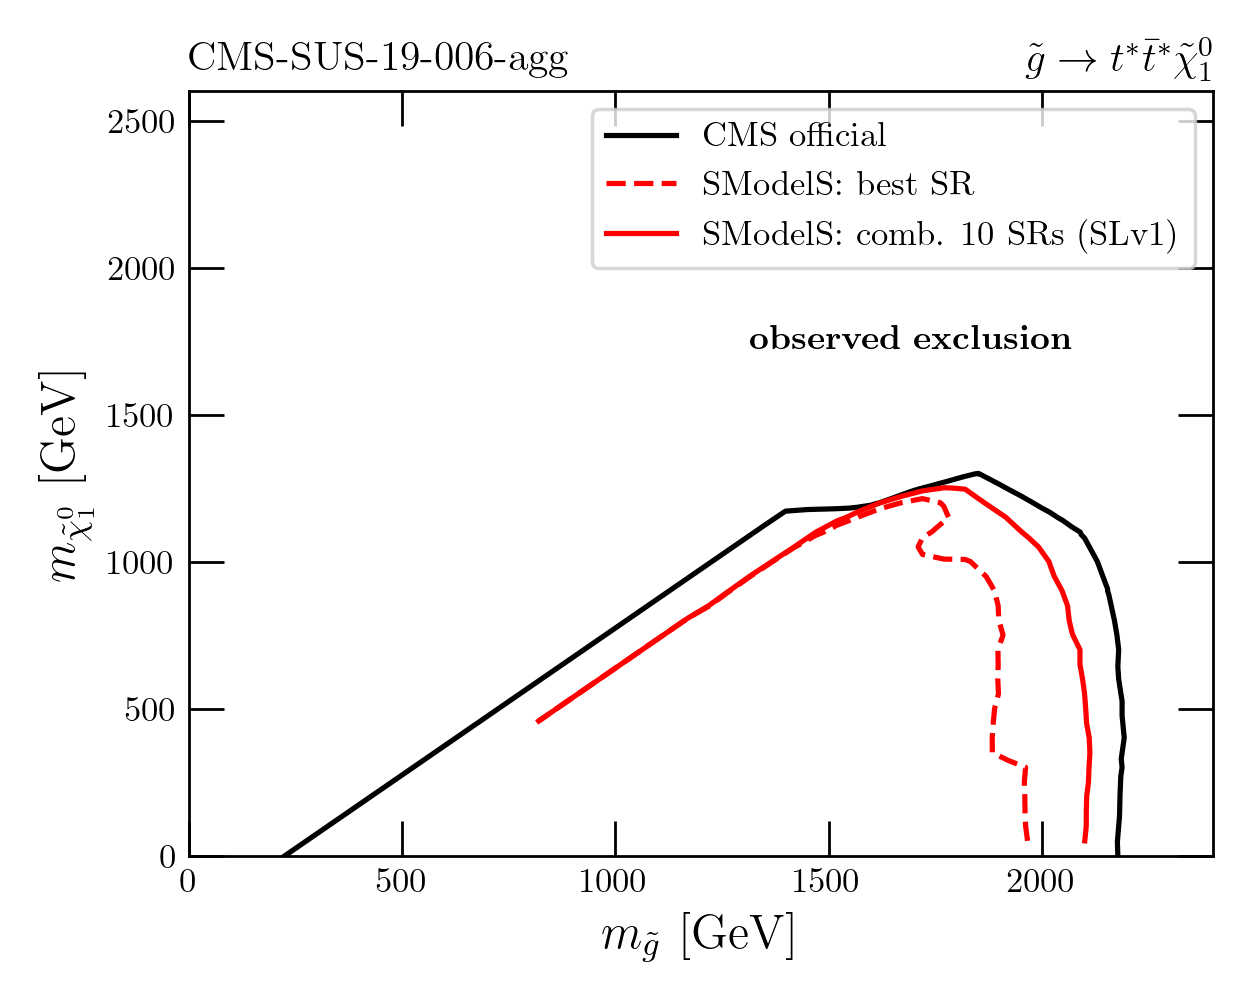 CMS-SUS-19-006-agg
g̃ → t*t̄*χ̃⁰₁
CMS official
SModelS: best SR
SModelS: comb. 10 SRs (SLv1)
observed exclusion
2500
2000
1500
1000
500
0
m_χ̃⁰₁ [GeV]
0 500 1000 1500 2000
m_g̃ [GeV]